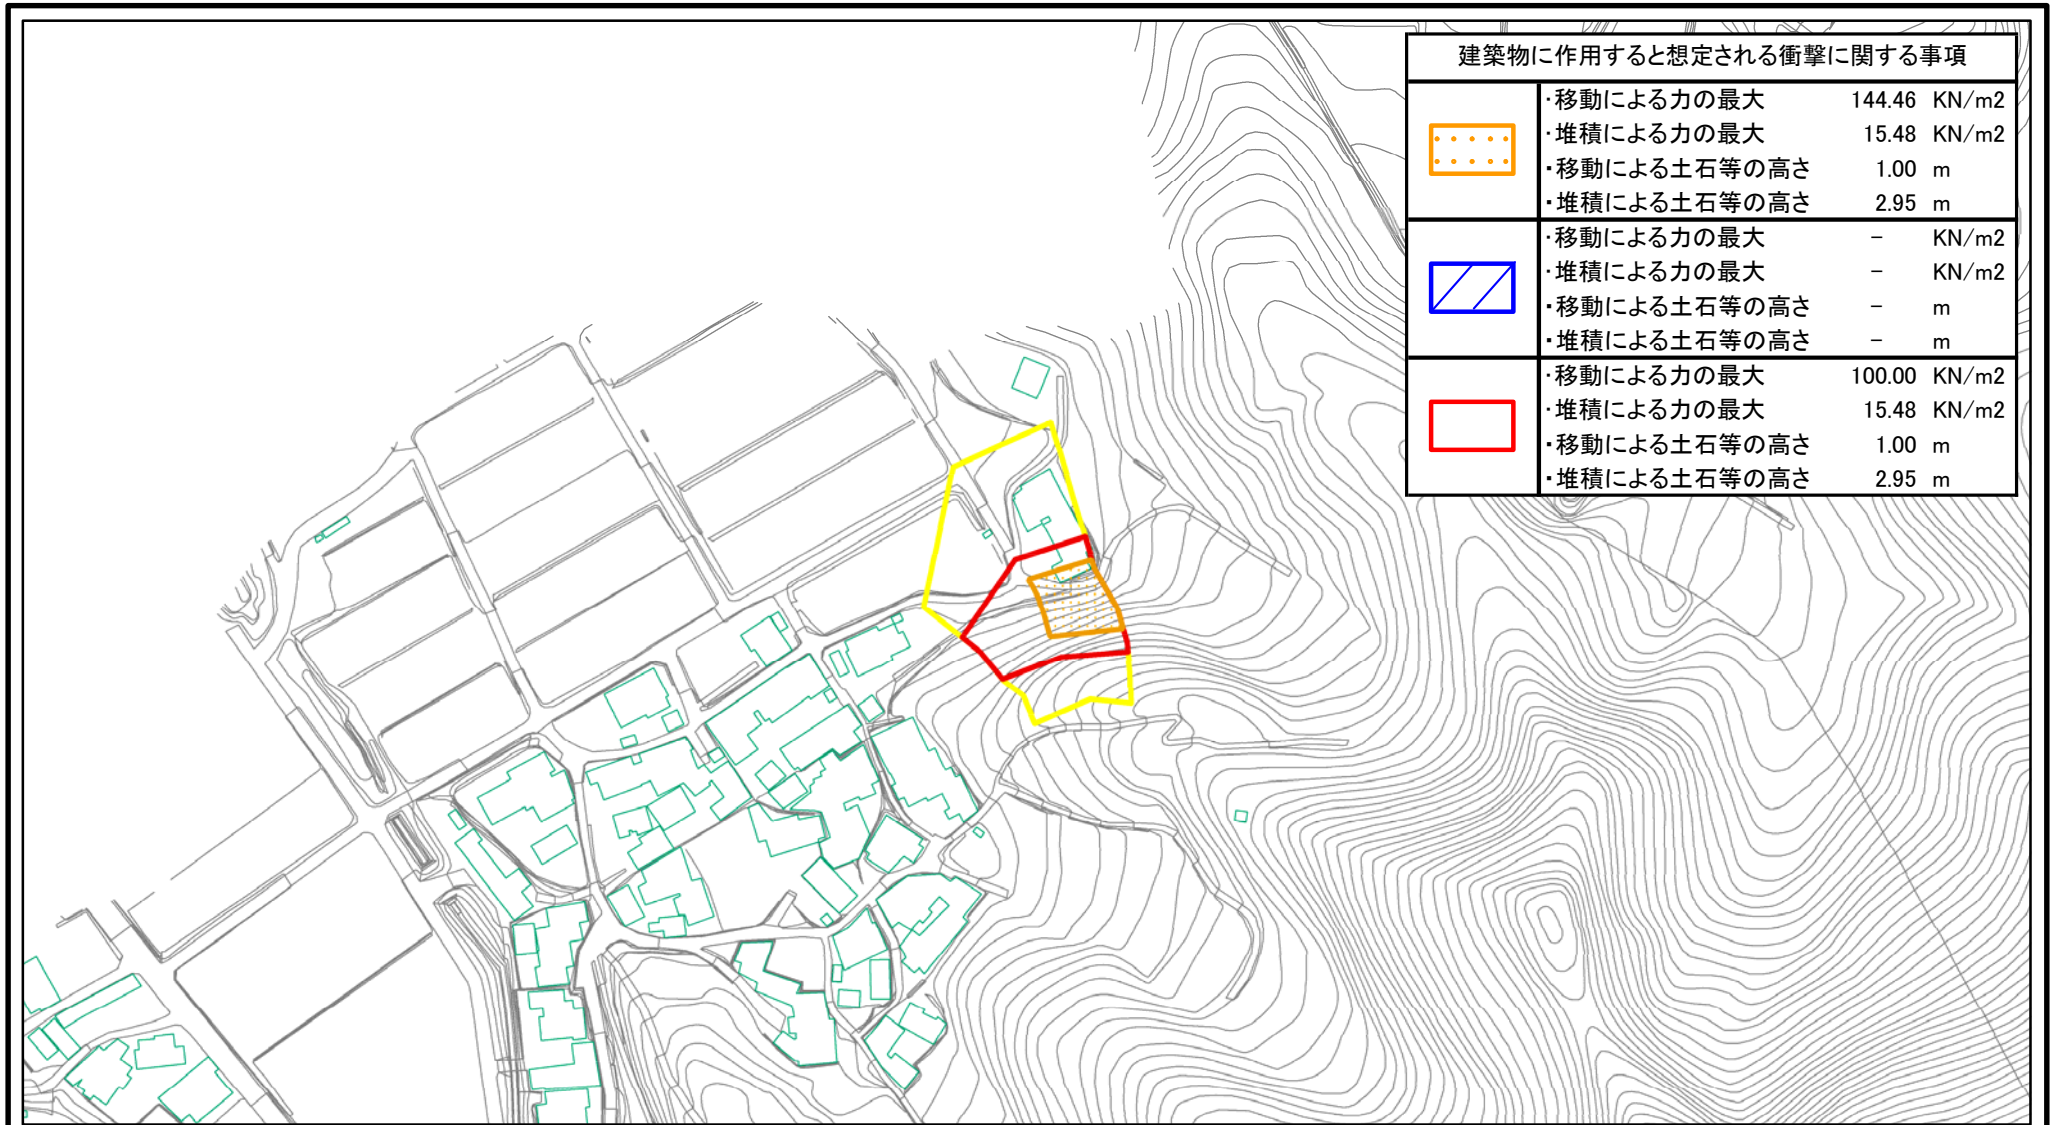 建築物に作用すると想定される衝撃に関する事項
・移動による力の最大 144.46 KN/m2
・堆積による力の最大 15.48 KN/m2
・移動による土石等の高さ 1.00 m
・堆積による土石等の高さ 2.95 m
・移動による力の最大 − KN/m2
・堆積による力の最大 − KN/m2
・移動による土石等の高さ − m
・堆積による土石等の高さ − m
・移動による力の最大 100.00 KN/m2
・堆積による力の最大 15.48 KN/m2
・移動による土石等の高さ 1.00 m
・堆積による土石等の高さ 2.95 m